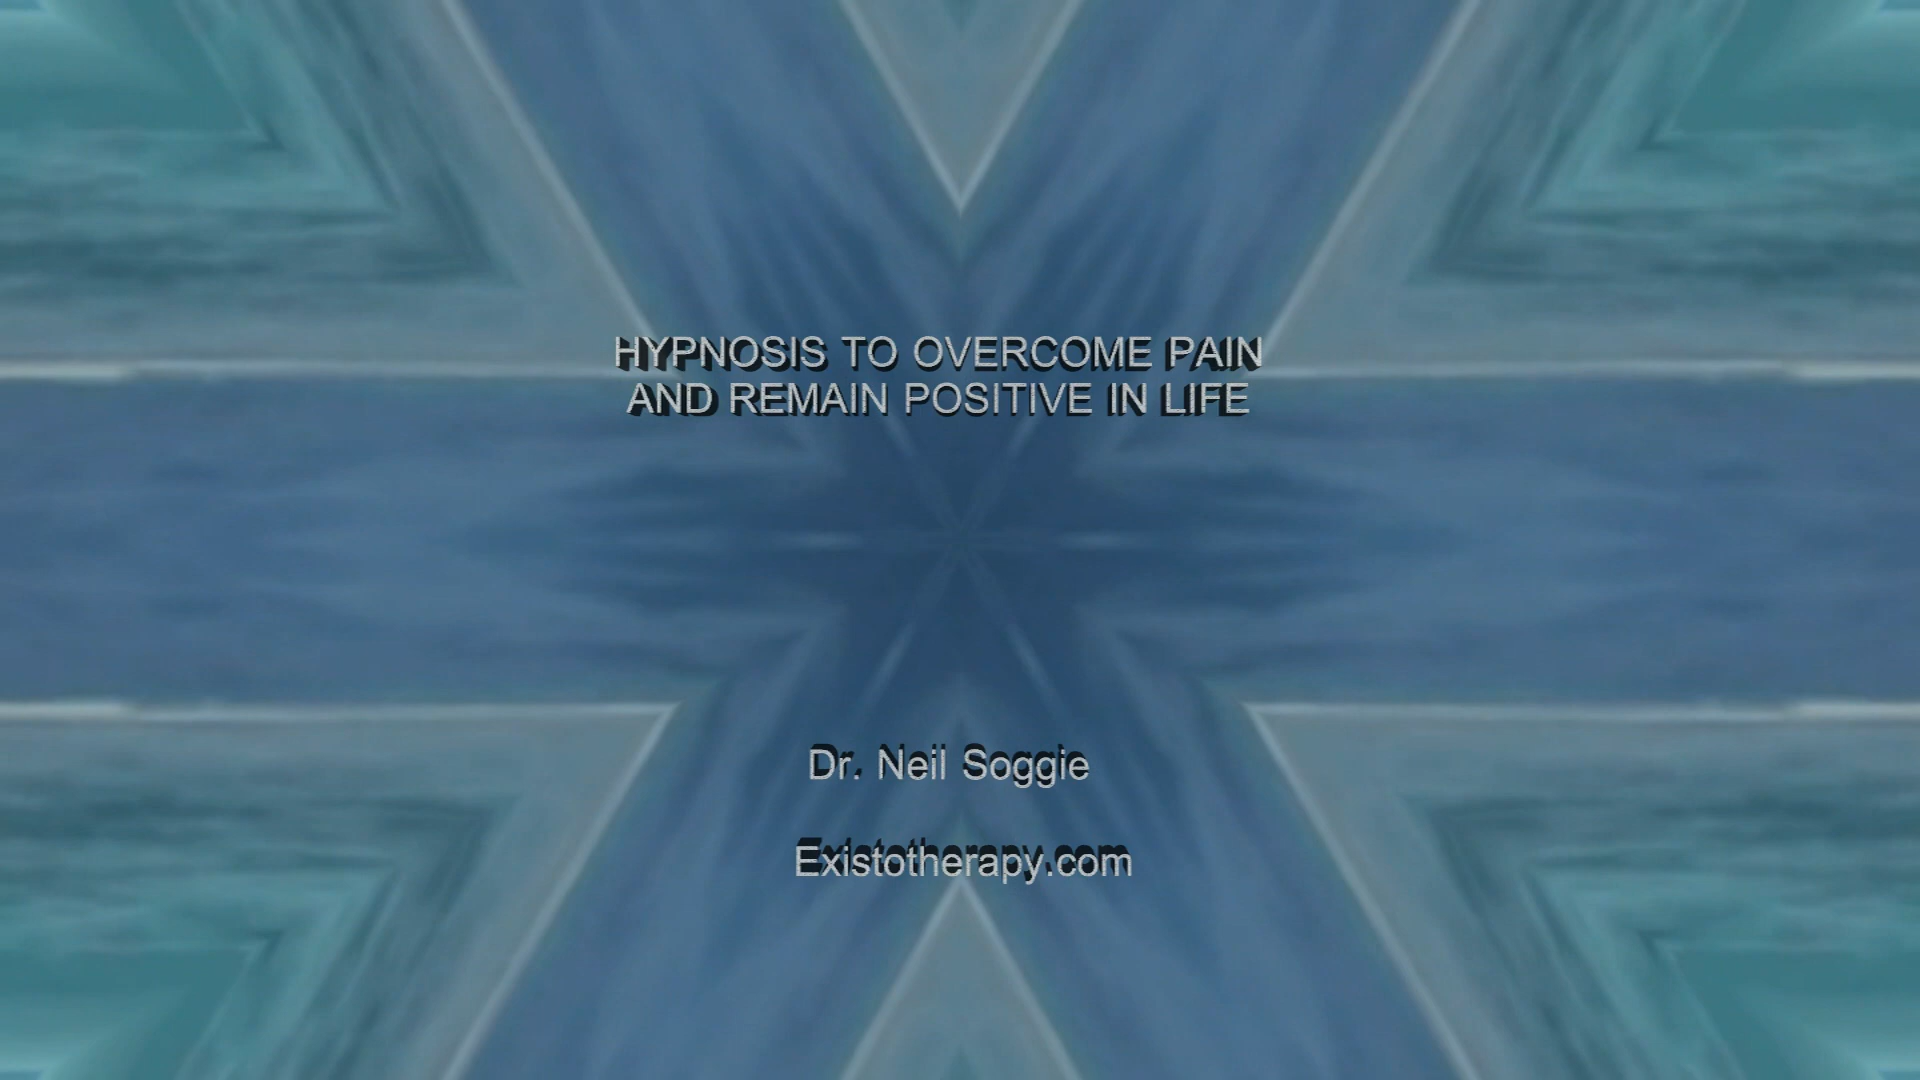 HYPNOSIS TO OVERCOME PAIN
AND REMAIN POSITIVE IN LIFE
Dr. Neil Soggie
Existotherapy.com